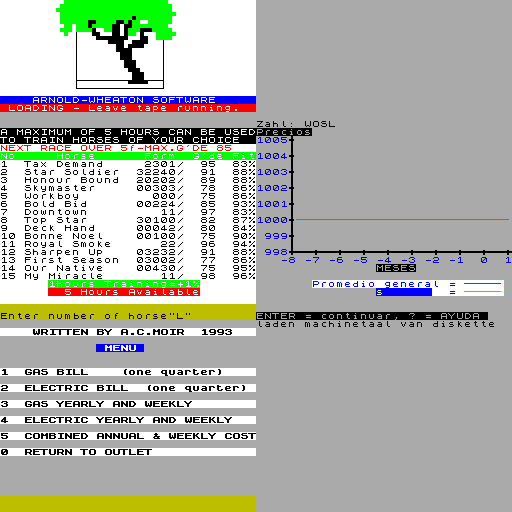 ARNOLD-WHEATON SOFTWARE
LOADING - Leave tape running.
A MAXIMUM OF 5 HOURS CAN BE USED
TO TRAIN HORSES OF YOUR CHOICE
NEXT RACE OVER 5f-MAX.G'DE 85
No Horse Form G'de Fit
1 Tax Demand 2301/ 95 83%
2 Star Soldier 32240/ 91 88%
3 Honour Bound 20202/ 89 88%
4 Skymaster 00303/ 78 86%
5 Workboy 000/ 75 86%
6 Bold Bid 00224/ 85 93%
7 Downtown 11/ 97 83%
8 Top Star 30100/ 82 87%
9 Deck Hand 00042/ 80 84%
10 Bonne Noel 00100/ 75 90%
11 Royal Smoke 22/ 96 94%
12 Sharpen Up 03232/ 91 88%
13 First Season 03002/ 77 86%
14 Our Native 00430/ 75 95%
15 My Miracle 11/ 98 96%
1hours Training=+1%
5 Hours Available
Enter number of horse"L"
WRITTEN BY A.C.MOIR 1993
MENU
1 GAS BILL (one quarter)
2 ELECTRIC BILL (one quarter)
3 GAS YEARLY AND WEEKLY
4 ELECTRIC YEARLY AND WEEKLY
5 COMBINED ANNUAL & WEEKLY COST
0 RETURN TO OUTLET
Zahl: WOSL
Precios
1005
1004
1003
1002
1001
1000
999
998
-8 -7 -6 -5 -4 -3 -2 -1 0 1
MESES
Promedio general =
s =
ENTER = continuar, ? = AYUDA
laden machinetaal van diskette